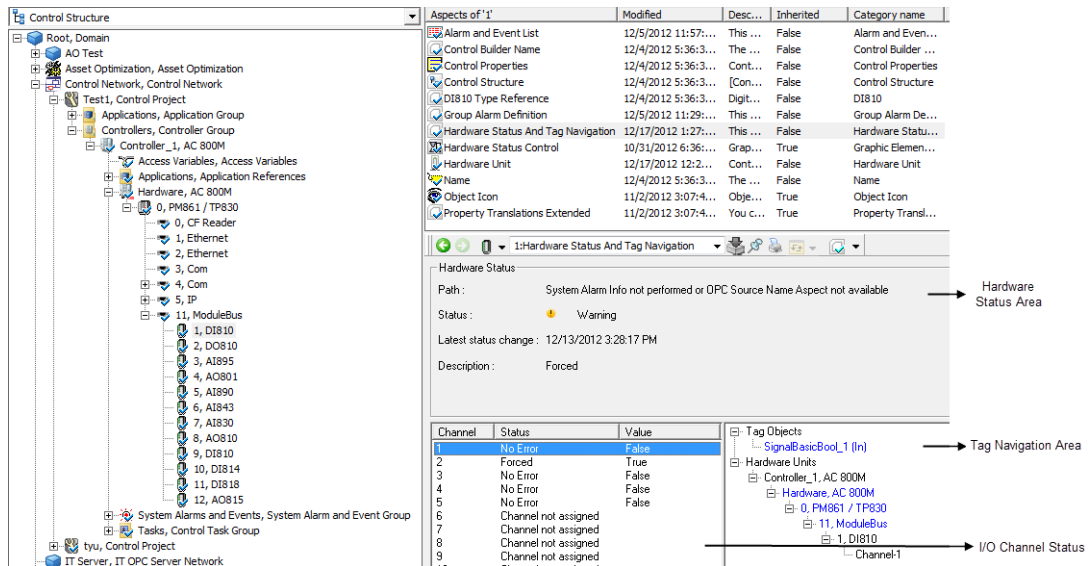 Control Structure
Root, Domain
AO Test
Asset Optimization, Asset Optimization
Control Network, Control Network
Test1, Control Project
Applications, Application Group
Controllers, Controller Group
Controller_1, AC 800M
Access Variables, Access Variables
Applications, Application References
Hardware, AC 800M
0, PM861 / TP830
0, CF Reader
1, Ethernet
2, Ethernet
3, Com
4, Com
5, IP
11, ModuleBus
1, DI810
2, DO810
3, AI895
4, AO801
5, AI890
6, AI843
7, AI830
8, AO810
9, DI810
10, DI814
11, DI818
12, AO815
System Alarms and Events, System Alarm and Event Group
Tasks, Control Task Group
tyu, Control Project
IT Server, IT OPC Server Network
Aspects of '1' Modified Desc... Inherited Category name
Alarm and Event List 12/5/2012 11:57:... This ... False Alarm and Even...
Control Builder Name 12/4/2012 5:36:3... The ... False Control Builder ...
Control Properties 12/4/2012 5:36:3... Cont... False Control Properties
Control Structure 12/4/2012 5:36:3... [Con... False Control Structure
DI810 Type Reference 12/4/2012 5:36:3... Digit... False DI810
Group Alarm Definition 12/5/2012 11:29:... This ... False Group Alarm De...
Hardware Status And Tag Navigation 12/17/2012 1:27:... This ... False Hardware Statu...
Hardware Status Control 10/31/2012 6:36:... Grap... True Graphic Elemen...
Hardware Unit 12/17/2012 12:2... Cont... False Hardware Unit
Name 12/4/2012 5:36:3... The ... False Name
Object Icon 11/2/2012 3:07:4... Obje... True Object Icon
Property Translations Extended 11/2/2012 3:07:4... You c... True Property Transl...
1:Hardware Status And Tag Navigation
Hardware Status
Path : System Alarm Info not performed or OPC Source Name Aspect not available
Status : Warning
Latest status change : 12/13/2012 3:28:17 PM
Description : Forced
Hardware
Status Area
Channel Status Value
1 No Error False
2 Forced True
3 No Error False
4 No Error False
5 No Error False
6 Channel not assigned
7 Channel not assigned
8 Channel not assigned
9 Channel not assigned
Tag Objects
SignalBasicBool_1 (In)
Hardware Units
Controller_1, AC 800M
Hardware, AC 800M
0, PM861 / TP830
11, ModuleBus
1, DI810
Channel-1
Tag Navigation Area
I/O Channel Status